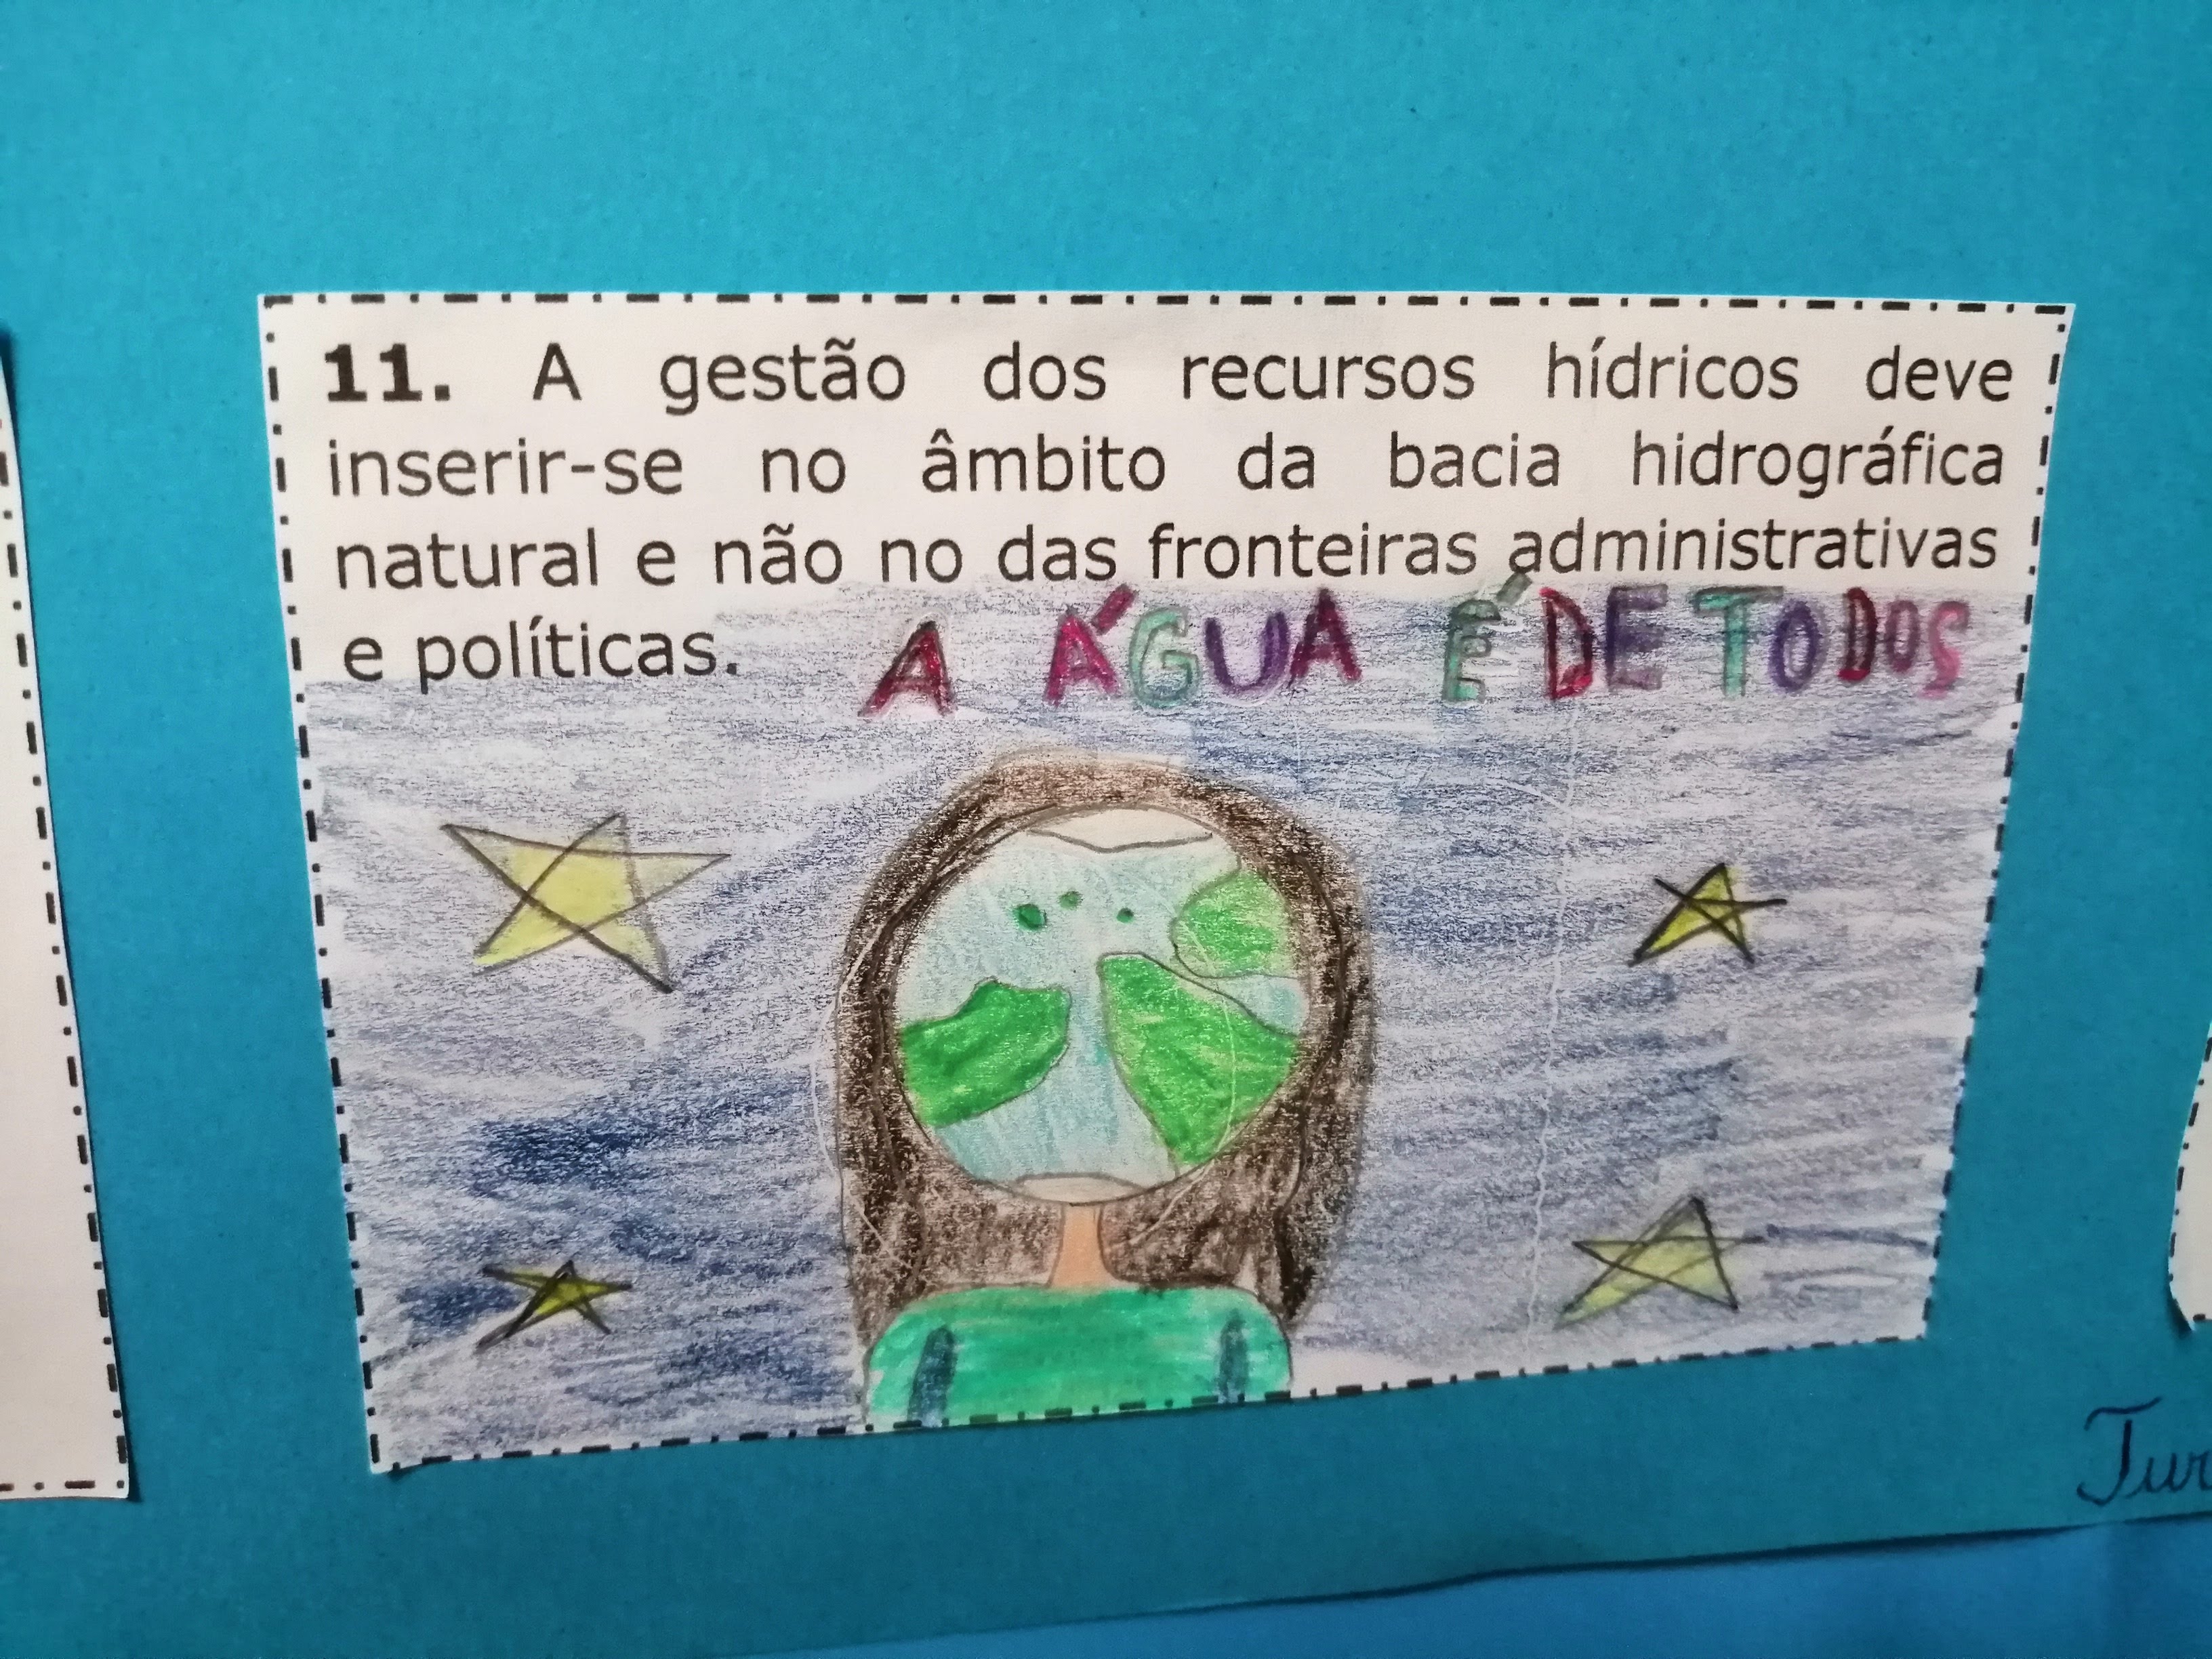 11. A gestão dos recursos hídricos deve
inserir-se no âmbito da bacia hidrográfica
natural e não no das fronteiras administrativas
e políticas.
A ÁGUA É DE TODOS